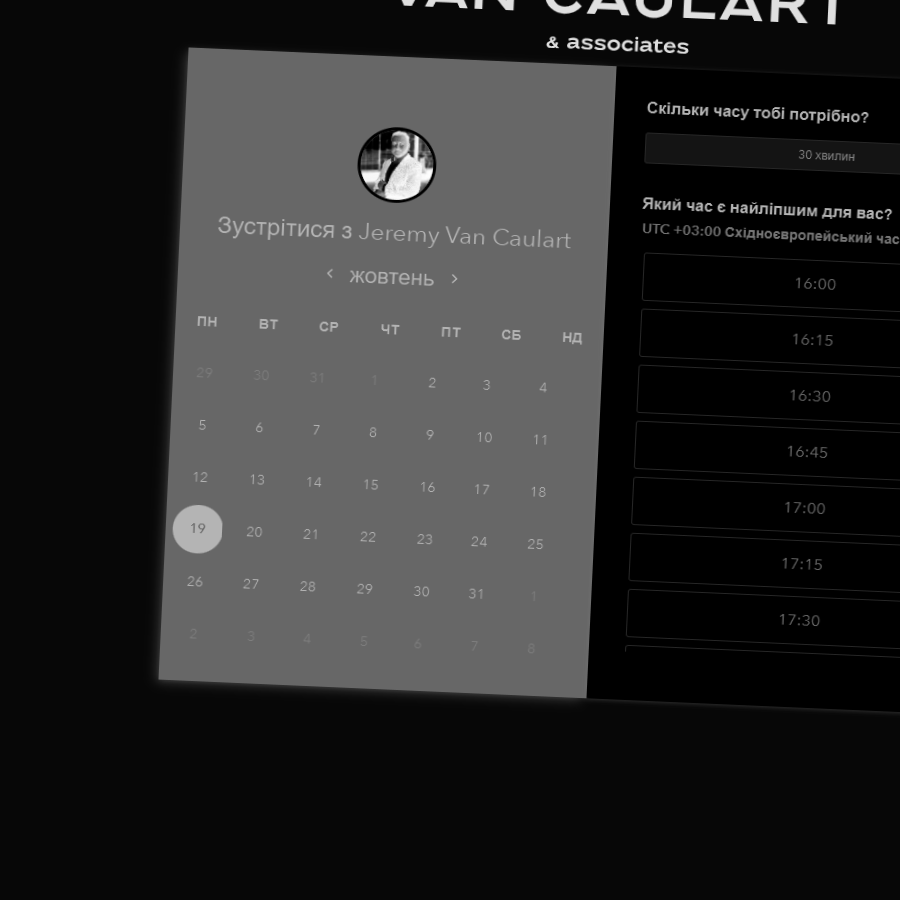 VAN CAULART
& associates
Зустрітися з Jeremy Van Caulart
жовтень
ПН ВТ СР ЧТ ПТ СБ НД
29 30 31 1 2 3 4
5 6 7 8 9 10 11
12 13 14 15 16 17 18
19 20 21 22 23 24 25
26 27 28 29 30 31 1
2 3 4 5 6 7 8
Скільки часу тобі потрібно?
30 хвилин
Який час є найліпшим для вас?
UTC +03:00 Східноєвропейський час
16:00
16:15
16:30
16:45
17:00
17:15
17:30